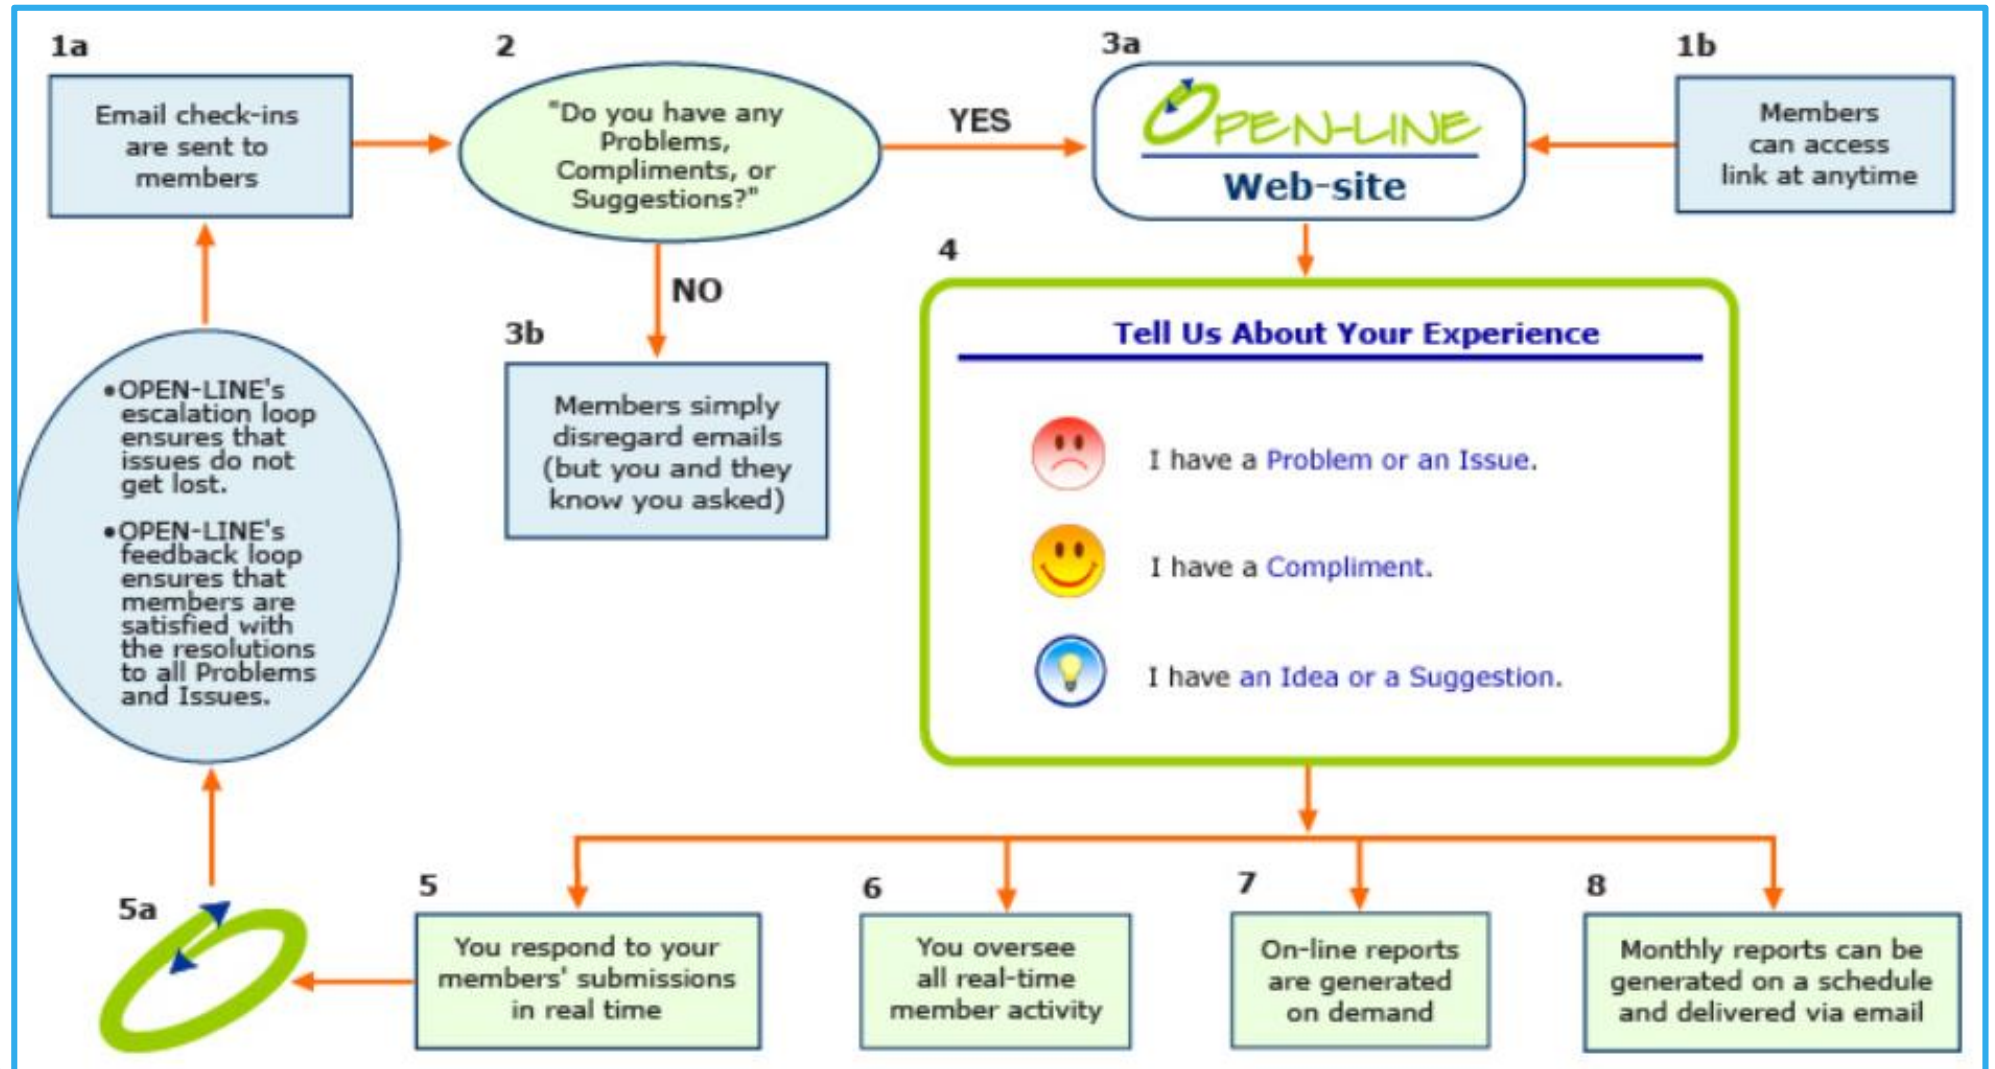 1a
Email check-ins
are sent to
members
2
"Do you have any
Problems,
Compliments, or
Suggestions?"
YES
3a
OPEN-LINE
Web-site
1b
Members
can access
link at anytime
NO
3b
Members simply
disregard emails
(but you and they
know you asked)
4
Tell Us About Your Experience
I have a Problem or an Issue.
I have a Compliment.
I have an Idea or a Suggestion.
•OPEN-LINE's
escalation loop
ensures that
issues do not
get lost.
•OPEN-LINE's
feedback loop
ensures that
members are
satisfied with
the resolutions
to all Problems
and Issues.
5a
5
You respond to your
members' submissions
in real time
6
You oversee
all real-time
member activity
7
On-line reports
are generated
on demand
8
Monthly reports can be
generated on a schedule
and delivered via email